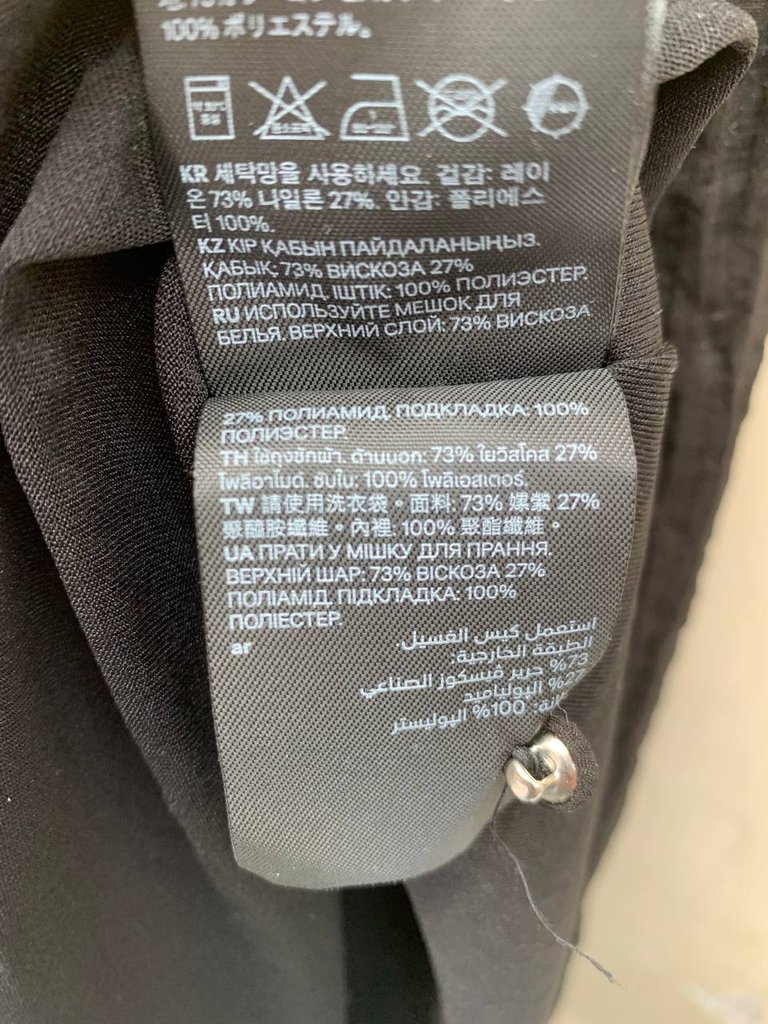 100% ポリエステル。
KR 세탁망을 사용하세요. 겉감: 레이
온 73% 나일론 27%. 안감: 폴리에스
터 100%.
KZ КІР ҚАБЫН ПАЙДАЛАНЫҢЫЗ.
ҚАБЫҚ: 73% ВИСКОЗА 27%
ПОЛИАМИД. ІШТІК: 100% ПОЛИЭСТЕР.
RU ИСПОЛЬЗУЙТЕ МЕШОК ДЛЯ
БЕЛЬЯ. ВЕРХНИЙ СЛОЙ: 73% ВИСКОЗА
27% ПОЛИАМИД. ПОДКЛАДКА: 100%
ПОЛИЭСТЕР.
TH ใช้ถุงซักผ้า. ด้านนอก: 73% ใยวิสโคส 27%
โพลีอาไมด์. ซับใน: 100% โพลีเอสเตอร์.
TW 請使用洗衣袋。面料: 73% 嫘縈 27%
聚醯胺纖維。內裡: 100% 聚酯纖維。
UA ПРАТИ У МІШКУ ДЛЯ ПРАННЯ.
ВЕРХНІЙ ШАР: 73% ВІСКОЗА 27%
ПОЛІАМІД. ПІДКЛАДКА: 100%
ПОЛІЕСТЕР.
ar
استعمل كيس الغسيل.
الطبقة الخارجية:
73% حرير ڤيسكوز الصناعي
27% البولياميد
100% البوليستر